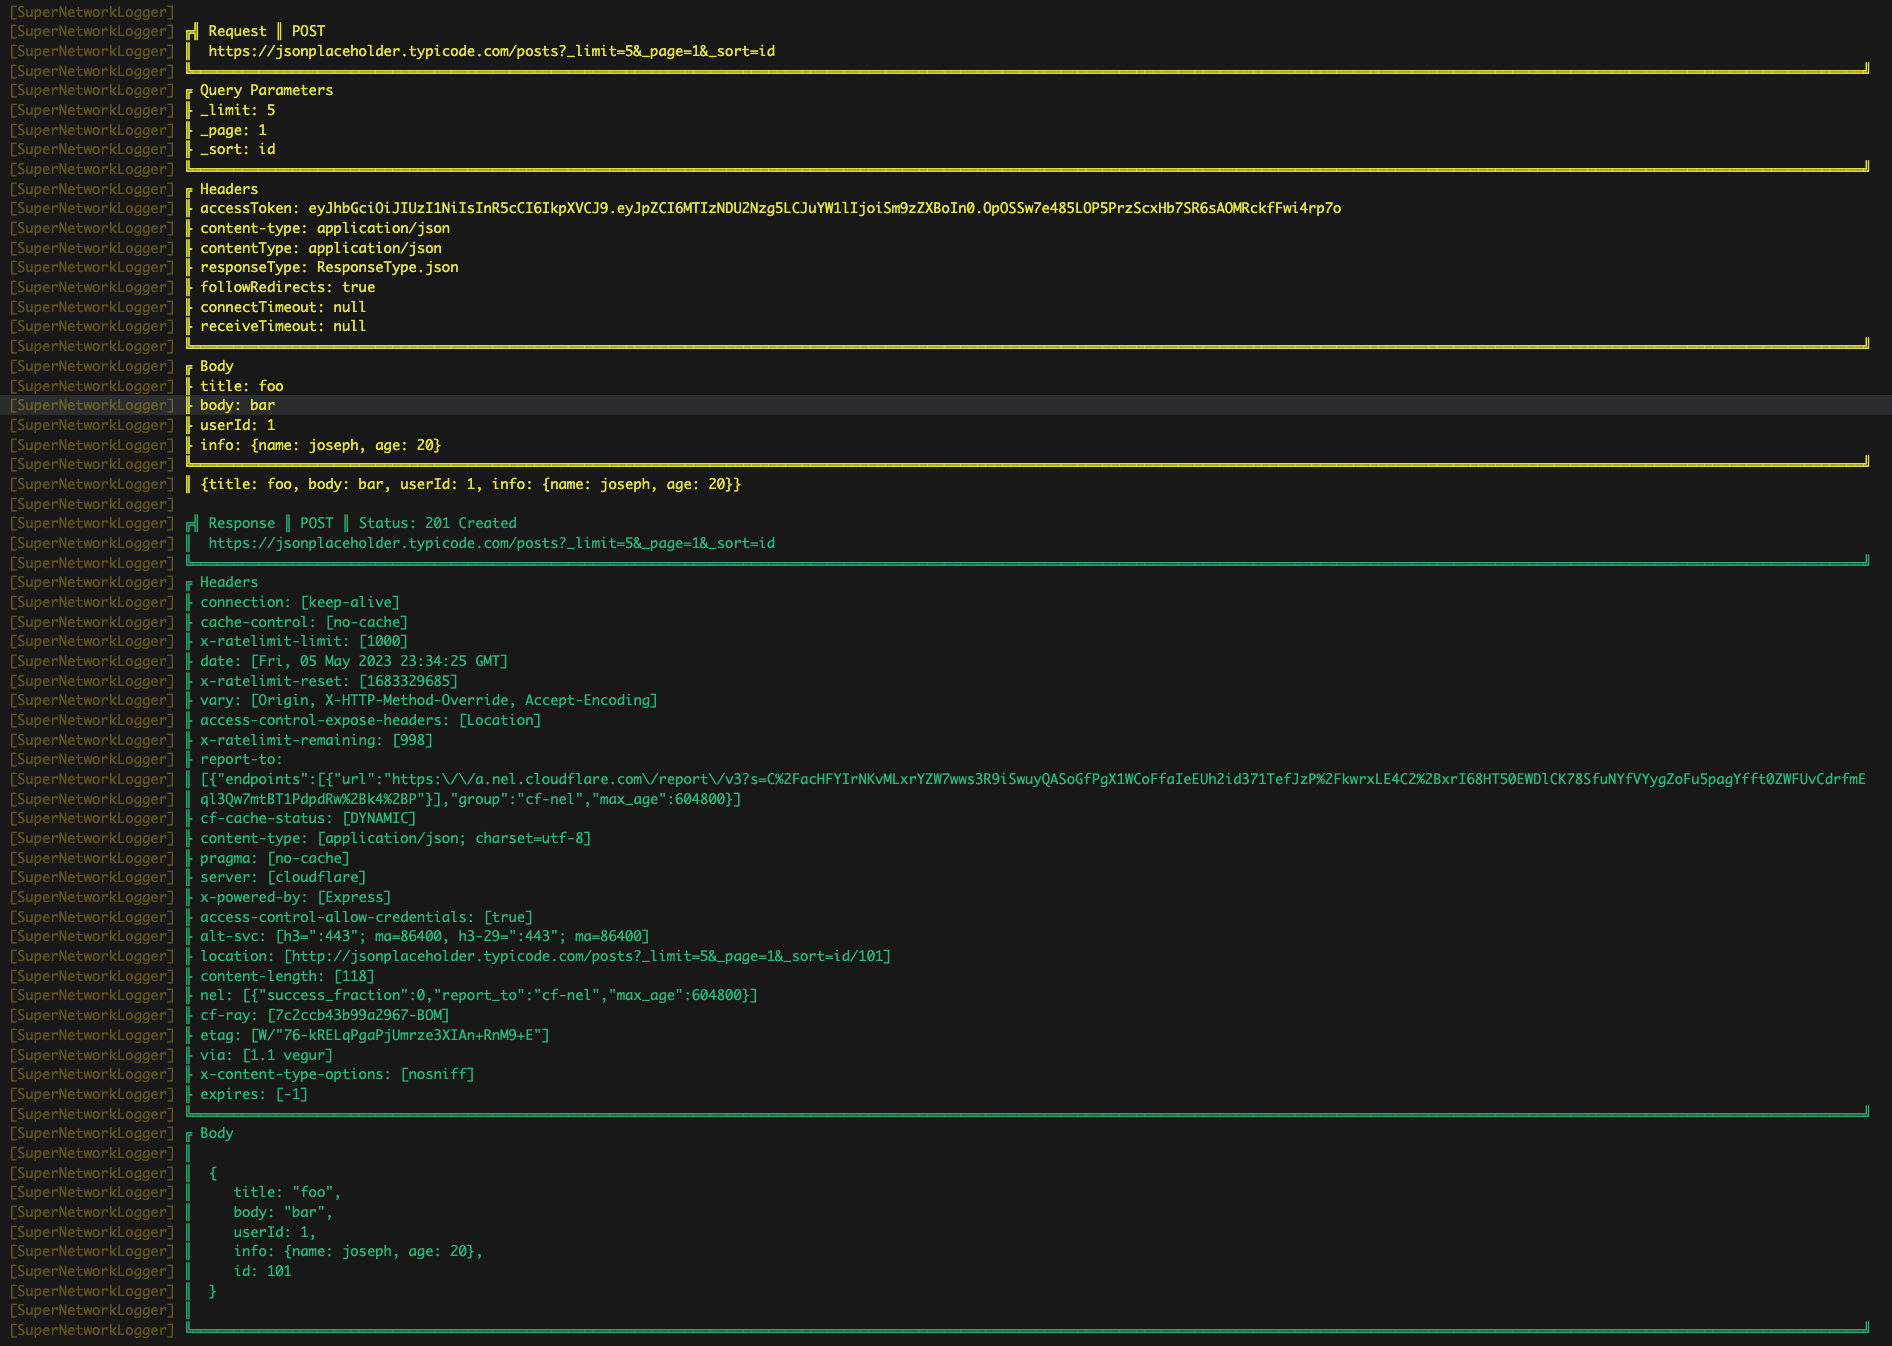 [SuperNetworkLogger]
[SuperNetworkLogger] ╔╣ Request ║ POST
[SuperNetworkLogger] ║  https://jsonplaceholder.typicode.com/posts?_limit=5&_page=1&_sort=id
[SuperNetworkLogger] ╚══════════╝
[SuperNetworkLogger] ╔ Query Parameters
[SuperNetworkLogger] ╟ _limit: 5
[SuperNetworkLogger] ╟ _page: 1
[SuperNetworkLogger] ╟ _sort: id
[SuperNetworkLogger] ╚══════════╝
[SuperNetworkLogger] ╔ Headers
[SuperNetworkLogger] ╟ accessToken: eyJhbGciOiJIUzI1NiIsInR5cCI6IkpXVCJ9.eyJpZCI6MTIzNDU2Nzg5LCJuYW1lIjoiSm9zZXBoIn0.OpOSSw7e485LOP5PrzScxHb7SR6sAOMRckfFwi4rp7o
[SuperNetworkLogger] ╟ content-type: application/json
[SuperNetworkLogger] ╟ contentType: application/json
[SuperNetworkLogger] ╟ responseType: ResponseType.json
[SuperNetworkLogger] ╟ followRedirects: true
[SuperNetworkLogger] ╟ connectTimeout: null
[SuperNetworkLogger] ╟ receiveTimeout: null
[SuperNetworkLogger] ╚══════════╝
[SuperNetworkLogger] ╔ Body
[SuperNetworkLogger] ╟ title: foo
[SuperNetworkLogger] ╟ body: bar
[SuperNetworkLogger] ╟ userId: 1
[SuperNetworkLogger] ╟ info: {name: joseph, age: 20}
[SuperNetworkLogger] ╚══════════╝
[SuperNetworkLogger] ║ {title: foo, body: bar, userId: 1, info: {name: joseph, age: 20}}
[SuperNetworkLogger]
[SuperNetworkLogger] ╔╣ Response ║ POST ║ Status: 201 Created
[SuperNetworkLogger] ║  https://jsonplaceholder.typicode.com/posts?_limit=5&_page=1&_sort=id
[SuperNetworkLogger] ╚══════════╝
[SuperNetworkLogger] ╔ Headers
[SuperNetworkLogger] ╟ connection: [keep-alive]
[SuperNetworkLogger] ╟ cache-control: [no-cache]
[SuperNetworkLogger] ╟ x-ratelimit-limit: [1000]
[SuperNetworkLogger] ╟ date: [Fri, 05 May 2023 23:34:25 GMT]
[SuperNetworkLogger] ╟ x-ratelimit-reset: [1683329685]
[SuperNetworkLogger] ╟ vary: [Origin, X-HTTP-Method-Override, Accept-Encoding]
[SuperNetworkLogger] ╟ access-control-expose-headers: [Location]
[SuperNetworkLogger] ╟ x-ratelimit-remaining: [998]
[SuperNetworkLogger] ╟ report-to:
[SuperNetworkLogger] ║ [{"endpoints":[{"url":"https:\/\/a.nel.cloudflare.com\/report\/v3?s=C%2FacHFYIrNKvMLxrYZW7wws3R9iSwuyQASoGfPgX1WCoFfaIeEUh2id371TefJzP%2FkwrxLE4C2%2BxrI68HT50EWDlCK78SfuNYfVYygZoFu5pagYfft0ZWFUvCdrfmE
[SuperNetworkLogger] ║ ql3Qw7mtBT1PdpdRw%2Bk4%2BP"}],"group":"cf-nel","max_age":604800}]
[SuperNetworkLogger] ╟ cf-cache-status: [DYNAMIC]
[SuperNetworkLogger] ╟ content-type: [application/json; charset=utf-8]
[SuperNetworkLogger] ╟ pragma: [no-cache]
[SuperNetworkLogger] ╟ server: [cloudflare]
[SuperNetworkLogger] ╟ x-powered-by: [Express]
[SuperNetworkLogger] ╟ access-control-allow-credentials: [true]
[SuperNetworkLogger] ╟ alt-svc: [h3=":443"; ma=86400, h3-29=":443"; ma=86400]
[SuperNetworkLogger] ╟ location: [http://jsonplaceholder.typicode.com/posts?_limit=5&_page=1&_sort=id/101]
[SuperNetworkLogger] ╟ content-length: [118]
[SuperNetworkLogger] ╟ nel: [{"success_fraction":0,"report_to":"cf-nel","max_age":604800}]
[SuperNetworkLogger] ╟ cf-ray: [7c2ccb43b99a2967-BOM]
[SuperNetworkLogger] ╟ etag: [W/"76-kRELqPgaPjUmrze3XIAn+RnM9+E"]
[SuperNetworkLogger] ╟ via: [1.1 vegur]
[SuperNetworkLogger] ╟ x-content-type-options: [nosniff]
[SuperNetworkLogger] ╟ expires: [-1]
[SuperNetworkLogger] ╚══════════╝
[SuperNetworkLogger] ╔ Body
[SuperNetworkLogger] ║
[SuperNetworkLogger] ║  {
[SuperNetworkLogger] ║     title: "foo",
[SuperNetworkLogger] ║     body: "bar",
[SuperNetworkLogger] ║     userId: 1,
[SuperNetworkLogger] ║     info: {name: joseph, age: 20},
[SuperNetworkLogger] ║     id: 101
[SuperNetworkLogger] ║  }
[SuperNetworkLogger] ║
[SuperNetworkLogger] ╚══════════╝